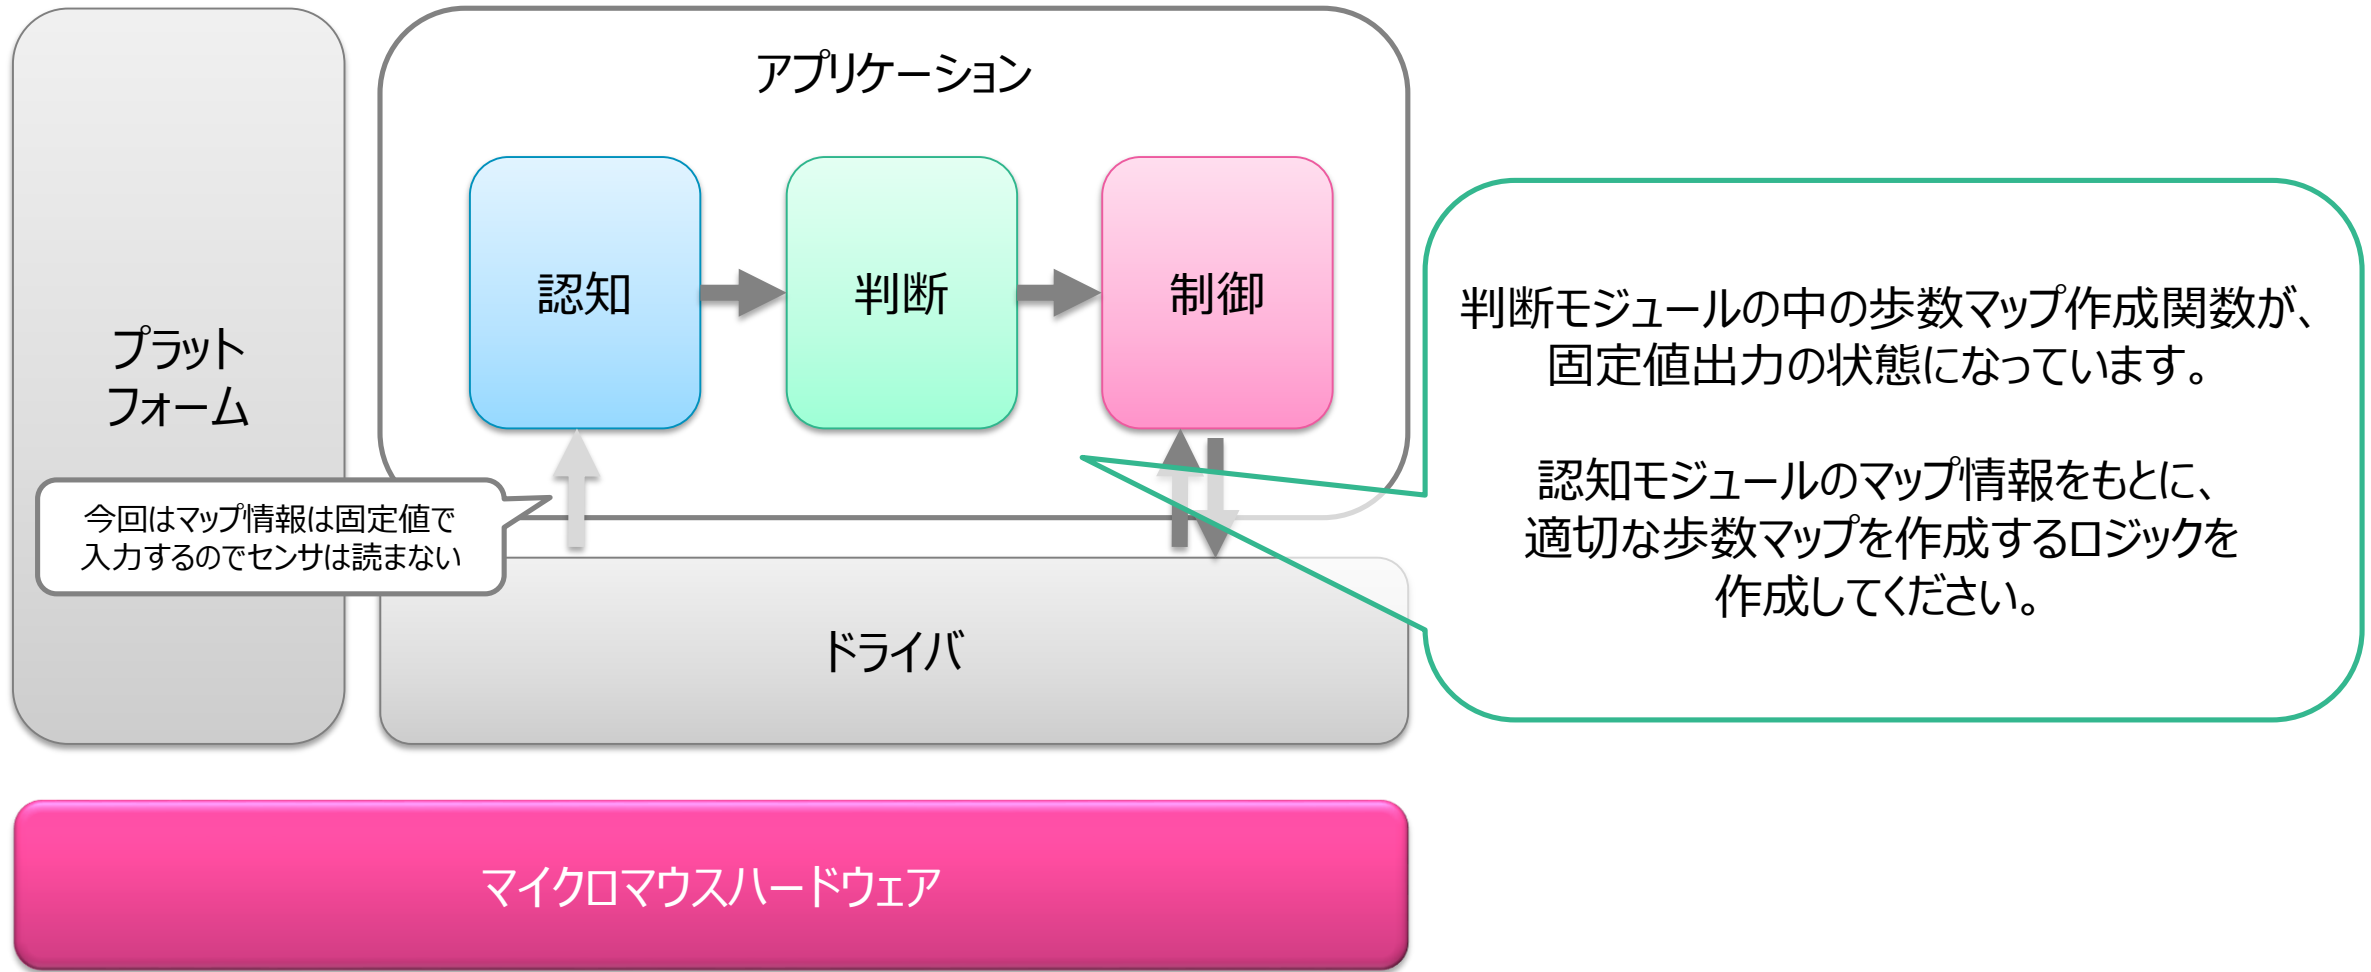 アプリケーション
プラット
フォーム
認知
判断
制御
判断モジュールの中の歩数マップ作成関数が、
固定値出力の状態になっています。
認知モジュールのマップ情報をもとに、
適切な歩数マップを作成するロジックを
作成してください。
今回はマップ情報は固定値で
入力するのでセンサは読まない
ドライバ
マイクロマウスハードウェア